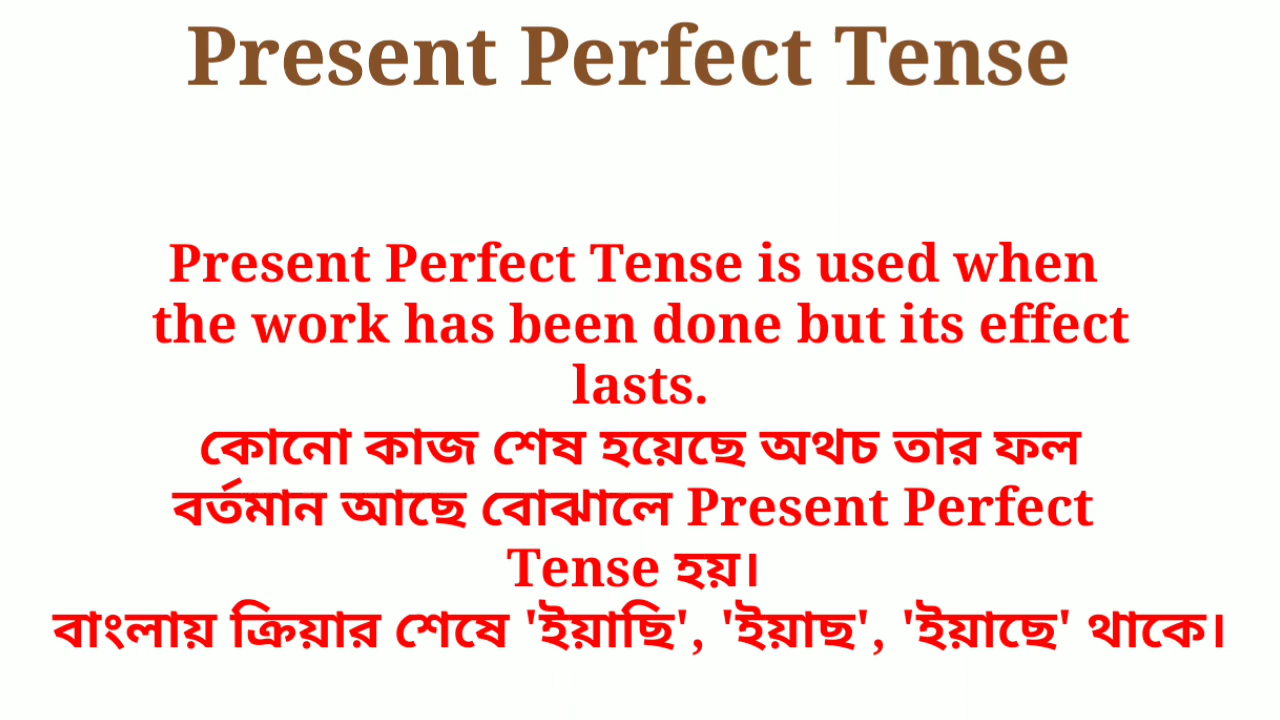 Present Perfect Tense
Present Perfect Tense is used when
the work has been done but its effect
lasts.
কোনো কাজ শেষ হয়েছে অথচ তার ফল
বর্তমান আছে বোঝালে Present Perfect
Tense হয়।
বাংলায় ক্রিয়ার শেষে 'ইয়াছি', 'ইয়াছ', 'ইয়াছে' থাকে।